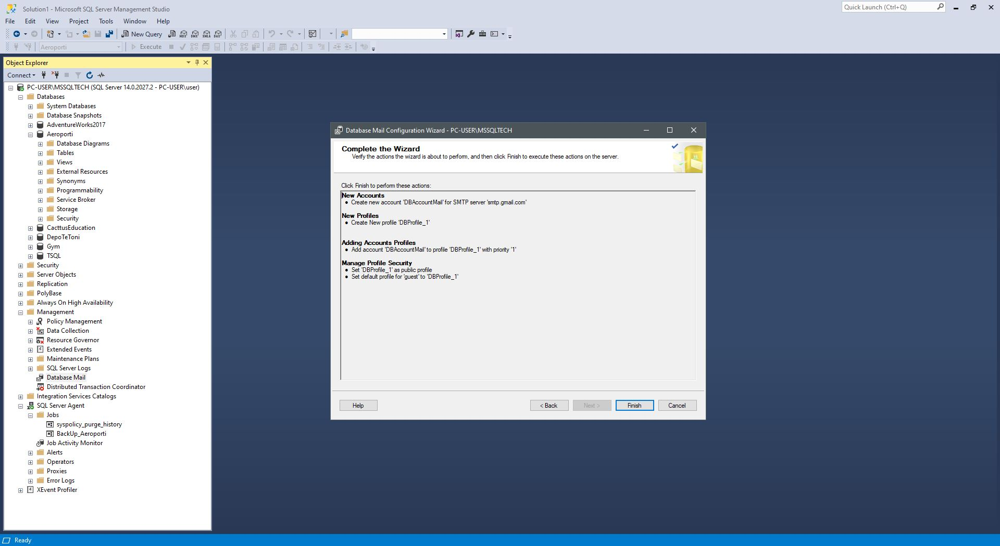 Solution1 - Microsoft SQL Server Management Studio
Quick Launch (Ctrl+Q)
File Edit View Project Tools Window Help
New Query MDX DMX XMLA DAX
Aeroporti Execute
Object Explorer
Connect
PC-USER\MSSQLTECH (SQL Server 14.0.2027.2 - PC-USER\user)
Databases
System Databases
Database Snapshots
AdventureWorks2017
Aeroporti
Database Diagrams
Tables
Views
External Resources
Synonyms
Programmability
Service Broker
Storage
Security
CacttusEducation
DepoTeToni
Gym
TSQL
Security
Server Objects
Replication
PolyBase
Always On High Availability
Management
Policy Management
Data Collection
Resource Governor
Extended Events
Maintenance Plans
SQL Server Logs
Database Mail
Distributed Transaction Coordinator
Integration Services Catalogs
SQL Server Agent
Jobs
syspolicy_purge_history
BackUp_Aeroporti
Job Activity Monitor
Alerts
Operators
Proxies
Error Logs
XEvent Profiler
Database Mail Configuration Wizard - PC-USER\MSSQLTECH
Complete the Wizard
Verify the actions the wizard is about to perform, and then click Finish to execute these actions on the server.
Click Finish to perform these actions:
New Accounts
• Create new account 'DBAccountMail' for SMTP server 'smtp.gmail.com'
New Profiles
• Create New profile 'DBProfile_1'
Adding Accounts Profiles
• Add account 'DBAccountMail' to profile 'DBProfile_1' with priority '1'
Manage Profile Security
• Set 'DBProfile_1' as public profile
• Set default profile for 'guest' to 'DBProfile_1'
Help < Back Next > Finish Cancel
Ready